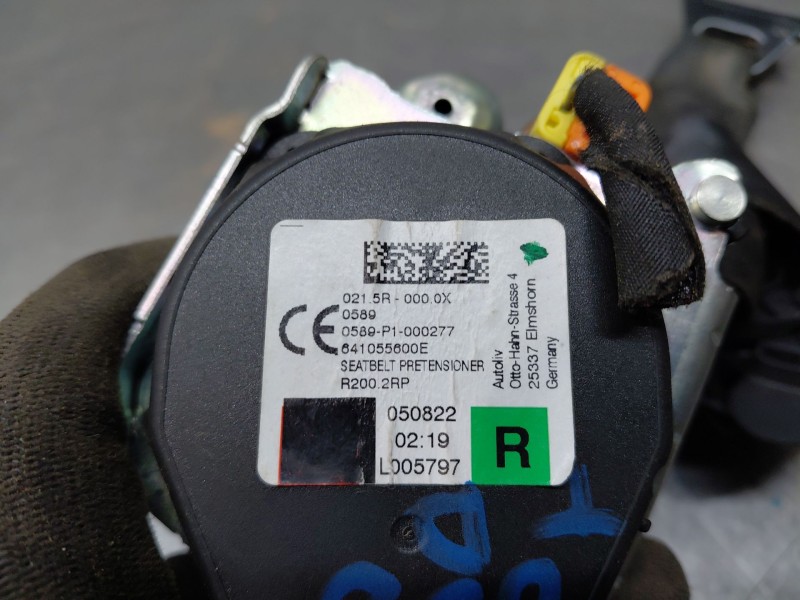 021.5R - 000.0X
0589
0589-P1-000277
641055600E
SEATBELT PRETENSIONER
R200.2RP
CE
Autoliv
Otto-Hahn-Strasse 4
25337 Elmshorn
Germany
050822
02:19
L005797
R